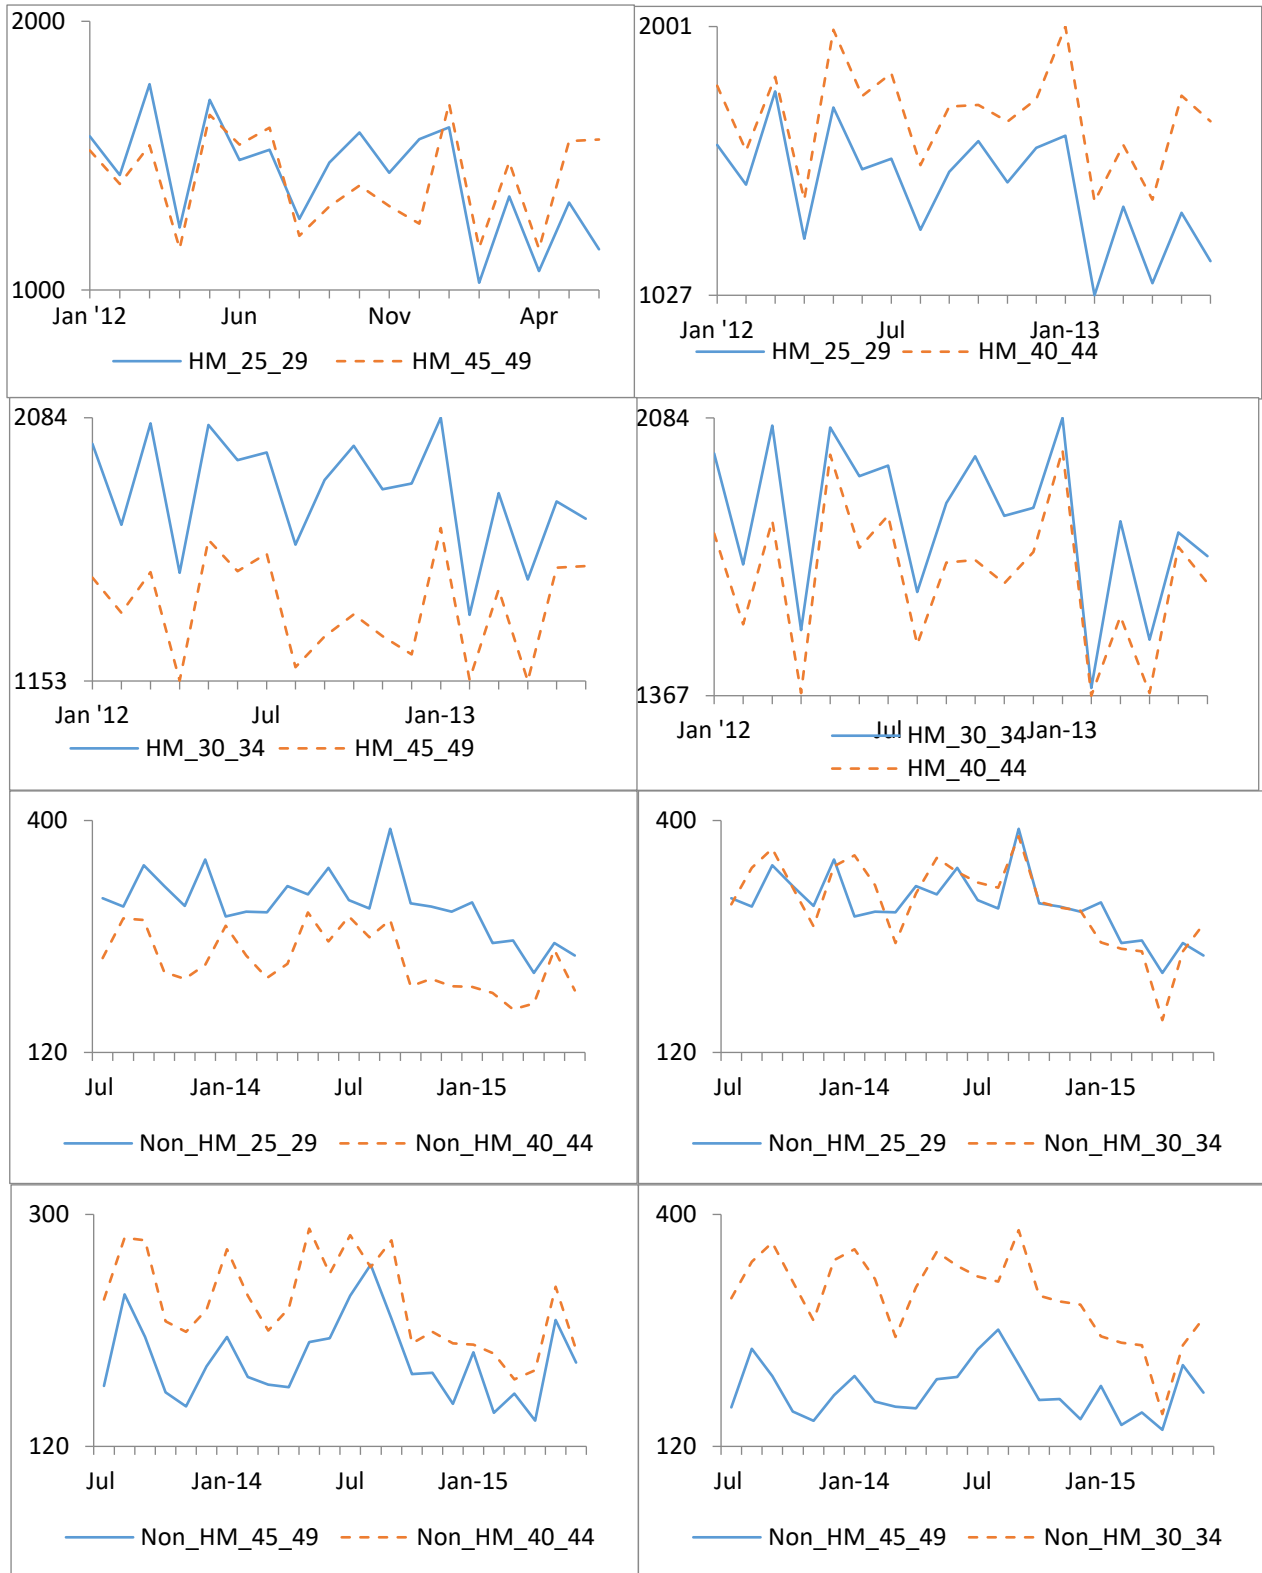 2000
1000
Jan '12 Jun Nov Apr
HM_25_29 HM_45_49
2001
1027
Jan '12 Jul Jan-13
HM_25_29 HM_40_44
2084
1153
Jan '12 Jul Jan-13
HM_30_34 HM_45_49
2084
1367
Jan '12 Jul Jan-13
HM_30_34
HM_40_44
400
120
Jul Jan-14 Jul Jan-15
Non_HM_25_29 Non_HM_40_44
400
120
Jul Jan-14 Jul Jan-15
Non_HM_25_29 Non_HM_30_34
300
120
Jul Jan-14 Jul Jan-15
Non_HM_45_49 Non_HM_40_44
400
120
Jul Jan-14 Jul Jan-15
Non_HM_45_49 Non_HM_30_34